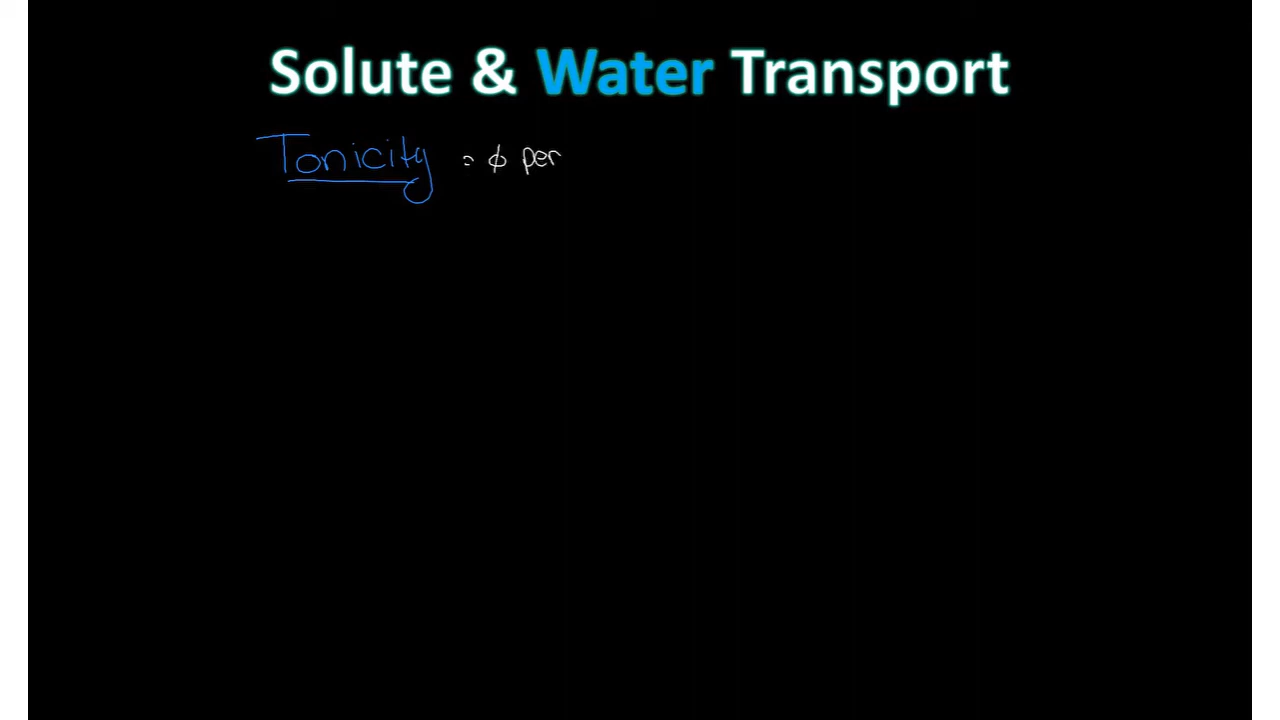 Solute & Water Transport
Tonicity = ϕ per